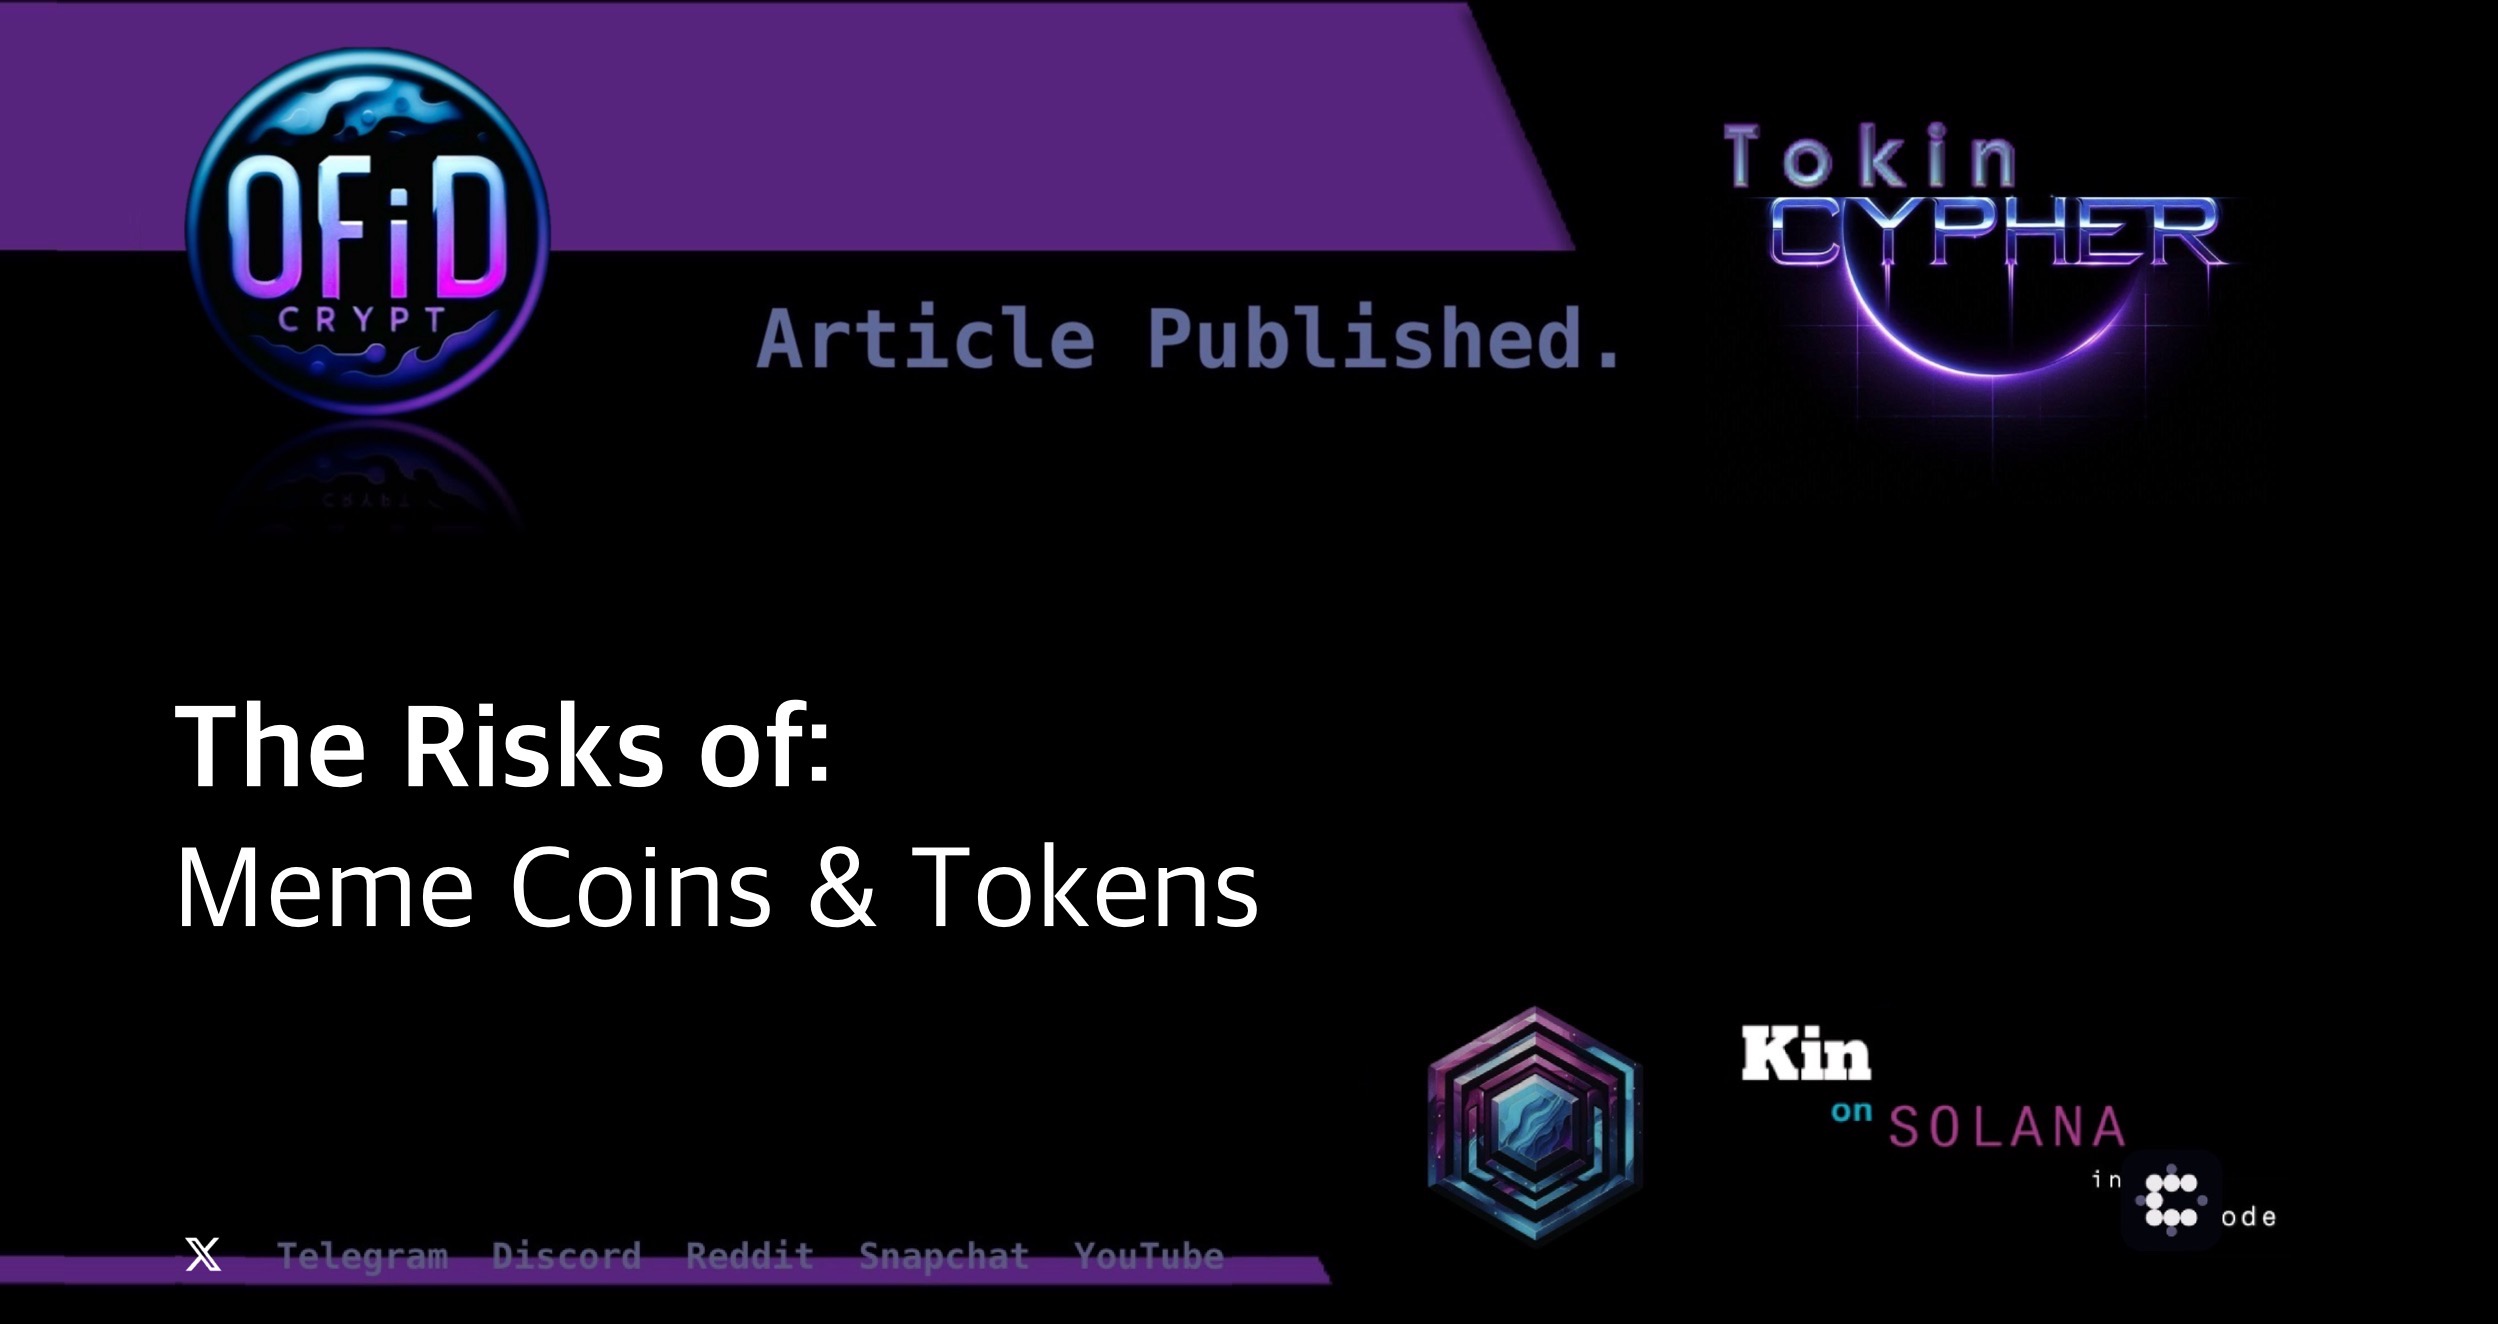 OFiD
CRYPT
Tokin
CYPHER
Article Published.
The Risks of:
Meme Coins & Tokens
Kin
on SOLANA
in Code
X Telegram Discord Reddit Snapchat YouTube